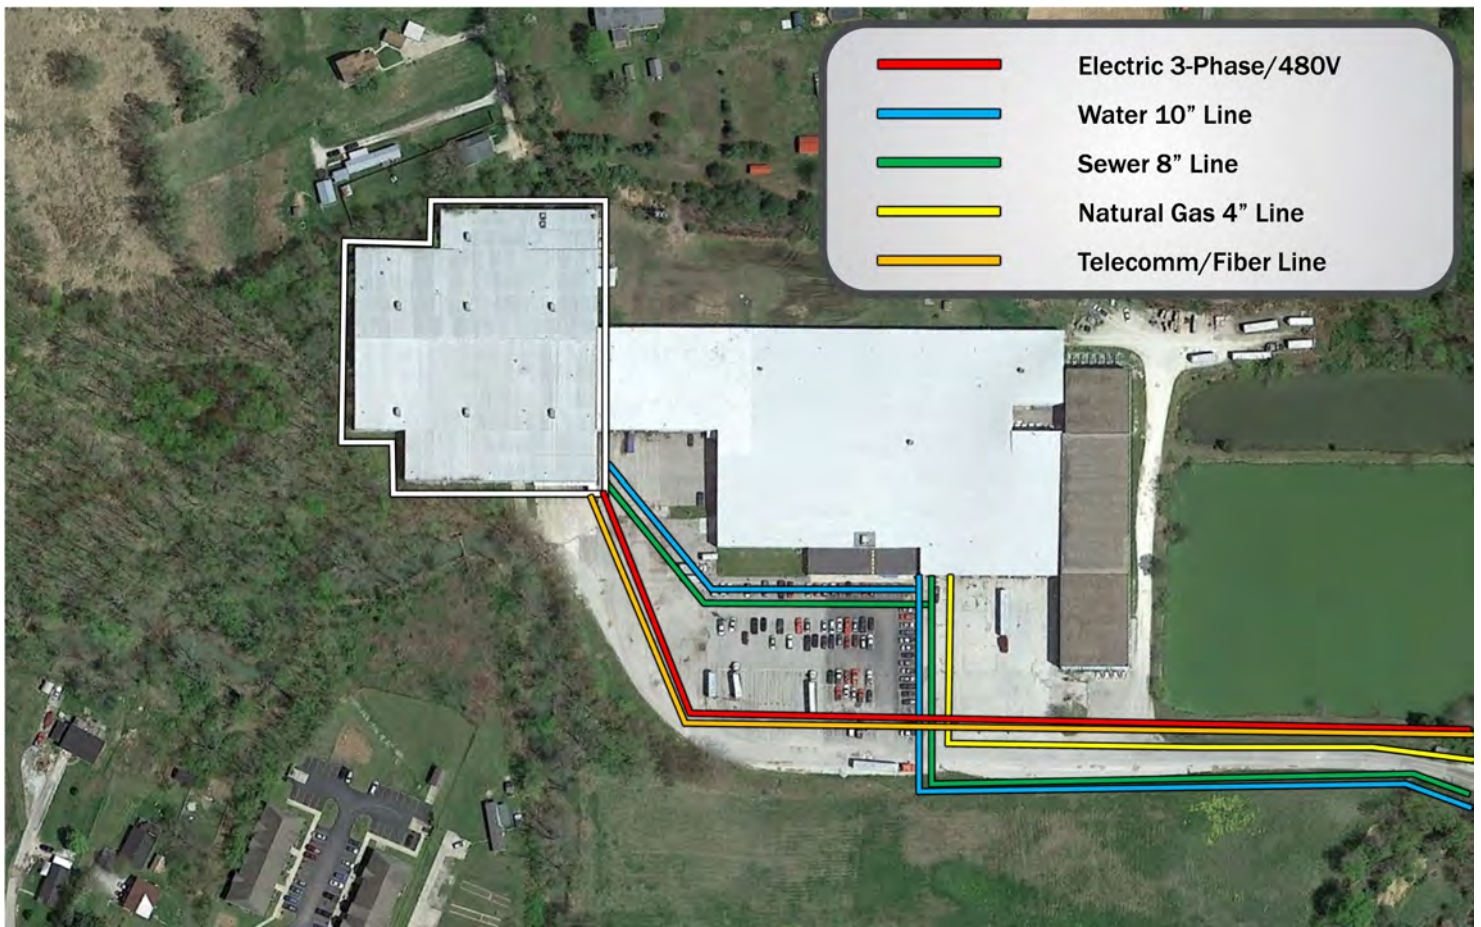 Electric 3-Phase/480V
Water 10” Line
Sewer 8” Line
Natural Gas 4” Line
Telecomm/Fiber Line